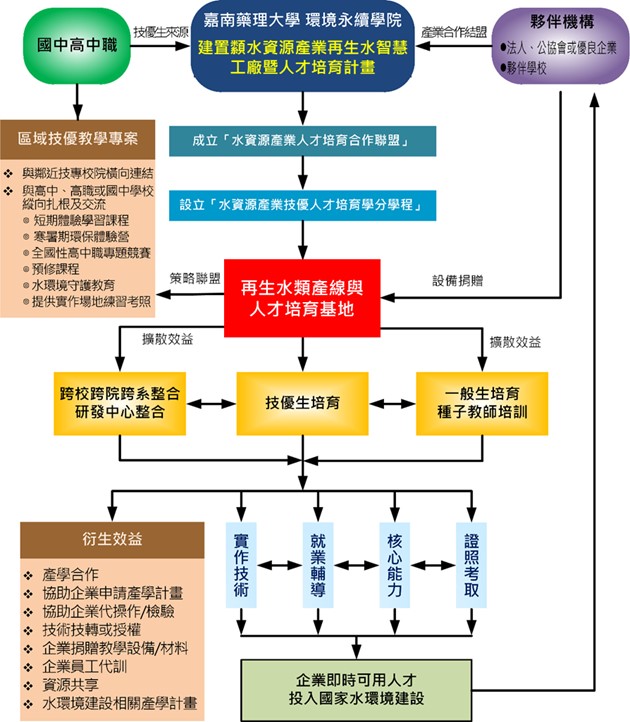 國中高中職
技優生來源
嘉南藥理大學 環境永續學院
建置類水資源產業再生水智慧
工廠暨人才培育計畫
產業合作結盟
夥伴機構
●法人、公協會或優良企業
●夥伴學校
區域技優教學專案
❖ 與鄰近技專校院橫向連結
❖ 與高中、高職或國中學校
縱向扎根及交流
◎ 短期體驗學習課程
◎ 寒暑期環保體驗營
◎ 全國性高中職專題競賽
◎ 預修課程
◎ 水環境守護教育
◎ 提供實作場地練習考照
成立「水資源產業人才培育合作聯盟」
設立「水資源產業技優人才培育學分學程」
策略聯盟
再生水類產線與
人才培育基地
設備捐贈
擴散效益
擴散效益
跨校跨院跨系整合
研發中心整合
技優生培育
一般生培育
種子教師培訓
衍生效益
❖ 產學合作
❖ 協助企業申請產學計畫
❖ 協助企業代操作/檢驗
❖ 技術技轉或授權
❖ 企業捐贈教學設備/材料
❖ 企業員工代訓
❖ 資源共享
❖ 水環境建設相關產學計畫
實作技術
就業輔導
核心能力
證照考取
企業即時可用人才
投入國家水環境建設